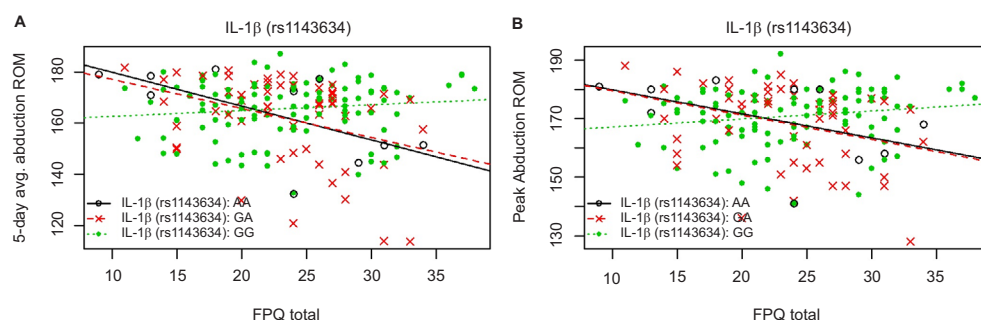 A
IL-1β (rs1143634)
5-day avg. abduction ROM
180
160
140
120
IL-1β (rs1143634): AA
IL-1β (rs1143634): GA
IL-1β (rs1143634): GG
10 15 20 25 30 35
FPQ total
B
IL-1β (rs1143634)
Peak Abduction ROM
190
170
150
130
IL-1β (rs1143634): AA
IL-1β (rs1143634): GA
IL-1β (rs1143634): GG
10 15 20 25 30 35
FPQ total